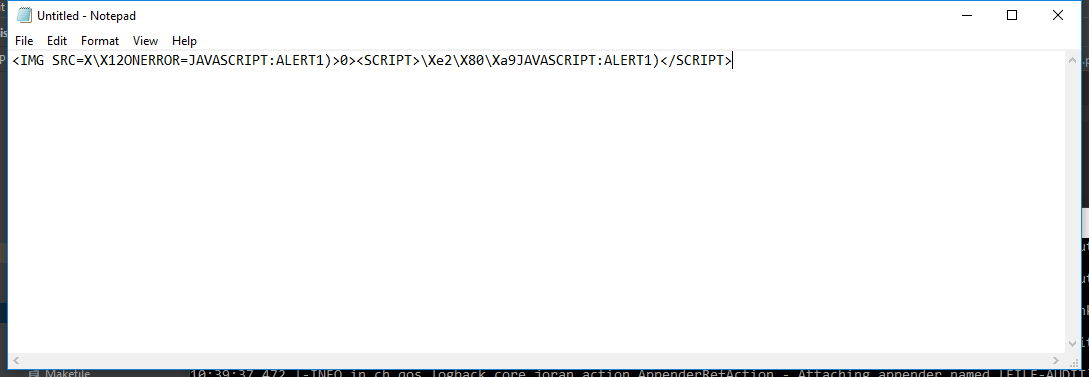 Untitled - Notepad
File Edit Format View Help
<IMG SRC=X\X12ONERROR=JAVASCRIPT:ALERT1)>0><SCRIPT>\Xe2\X80\Xa9JAVASCRIPT:ALERT1)</SCRIPT>
Makefile
10:39:37,472 |-INFO in ch.qos.logback.core.joran.action.AppenderRefAction - Attaching appender named [FILE-AUDIT